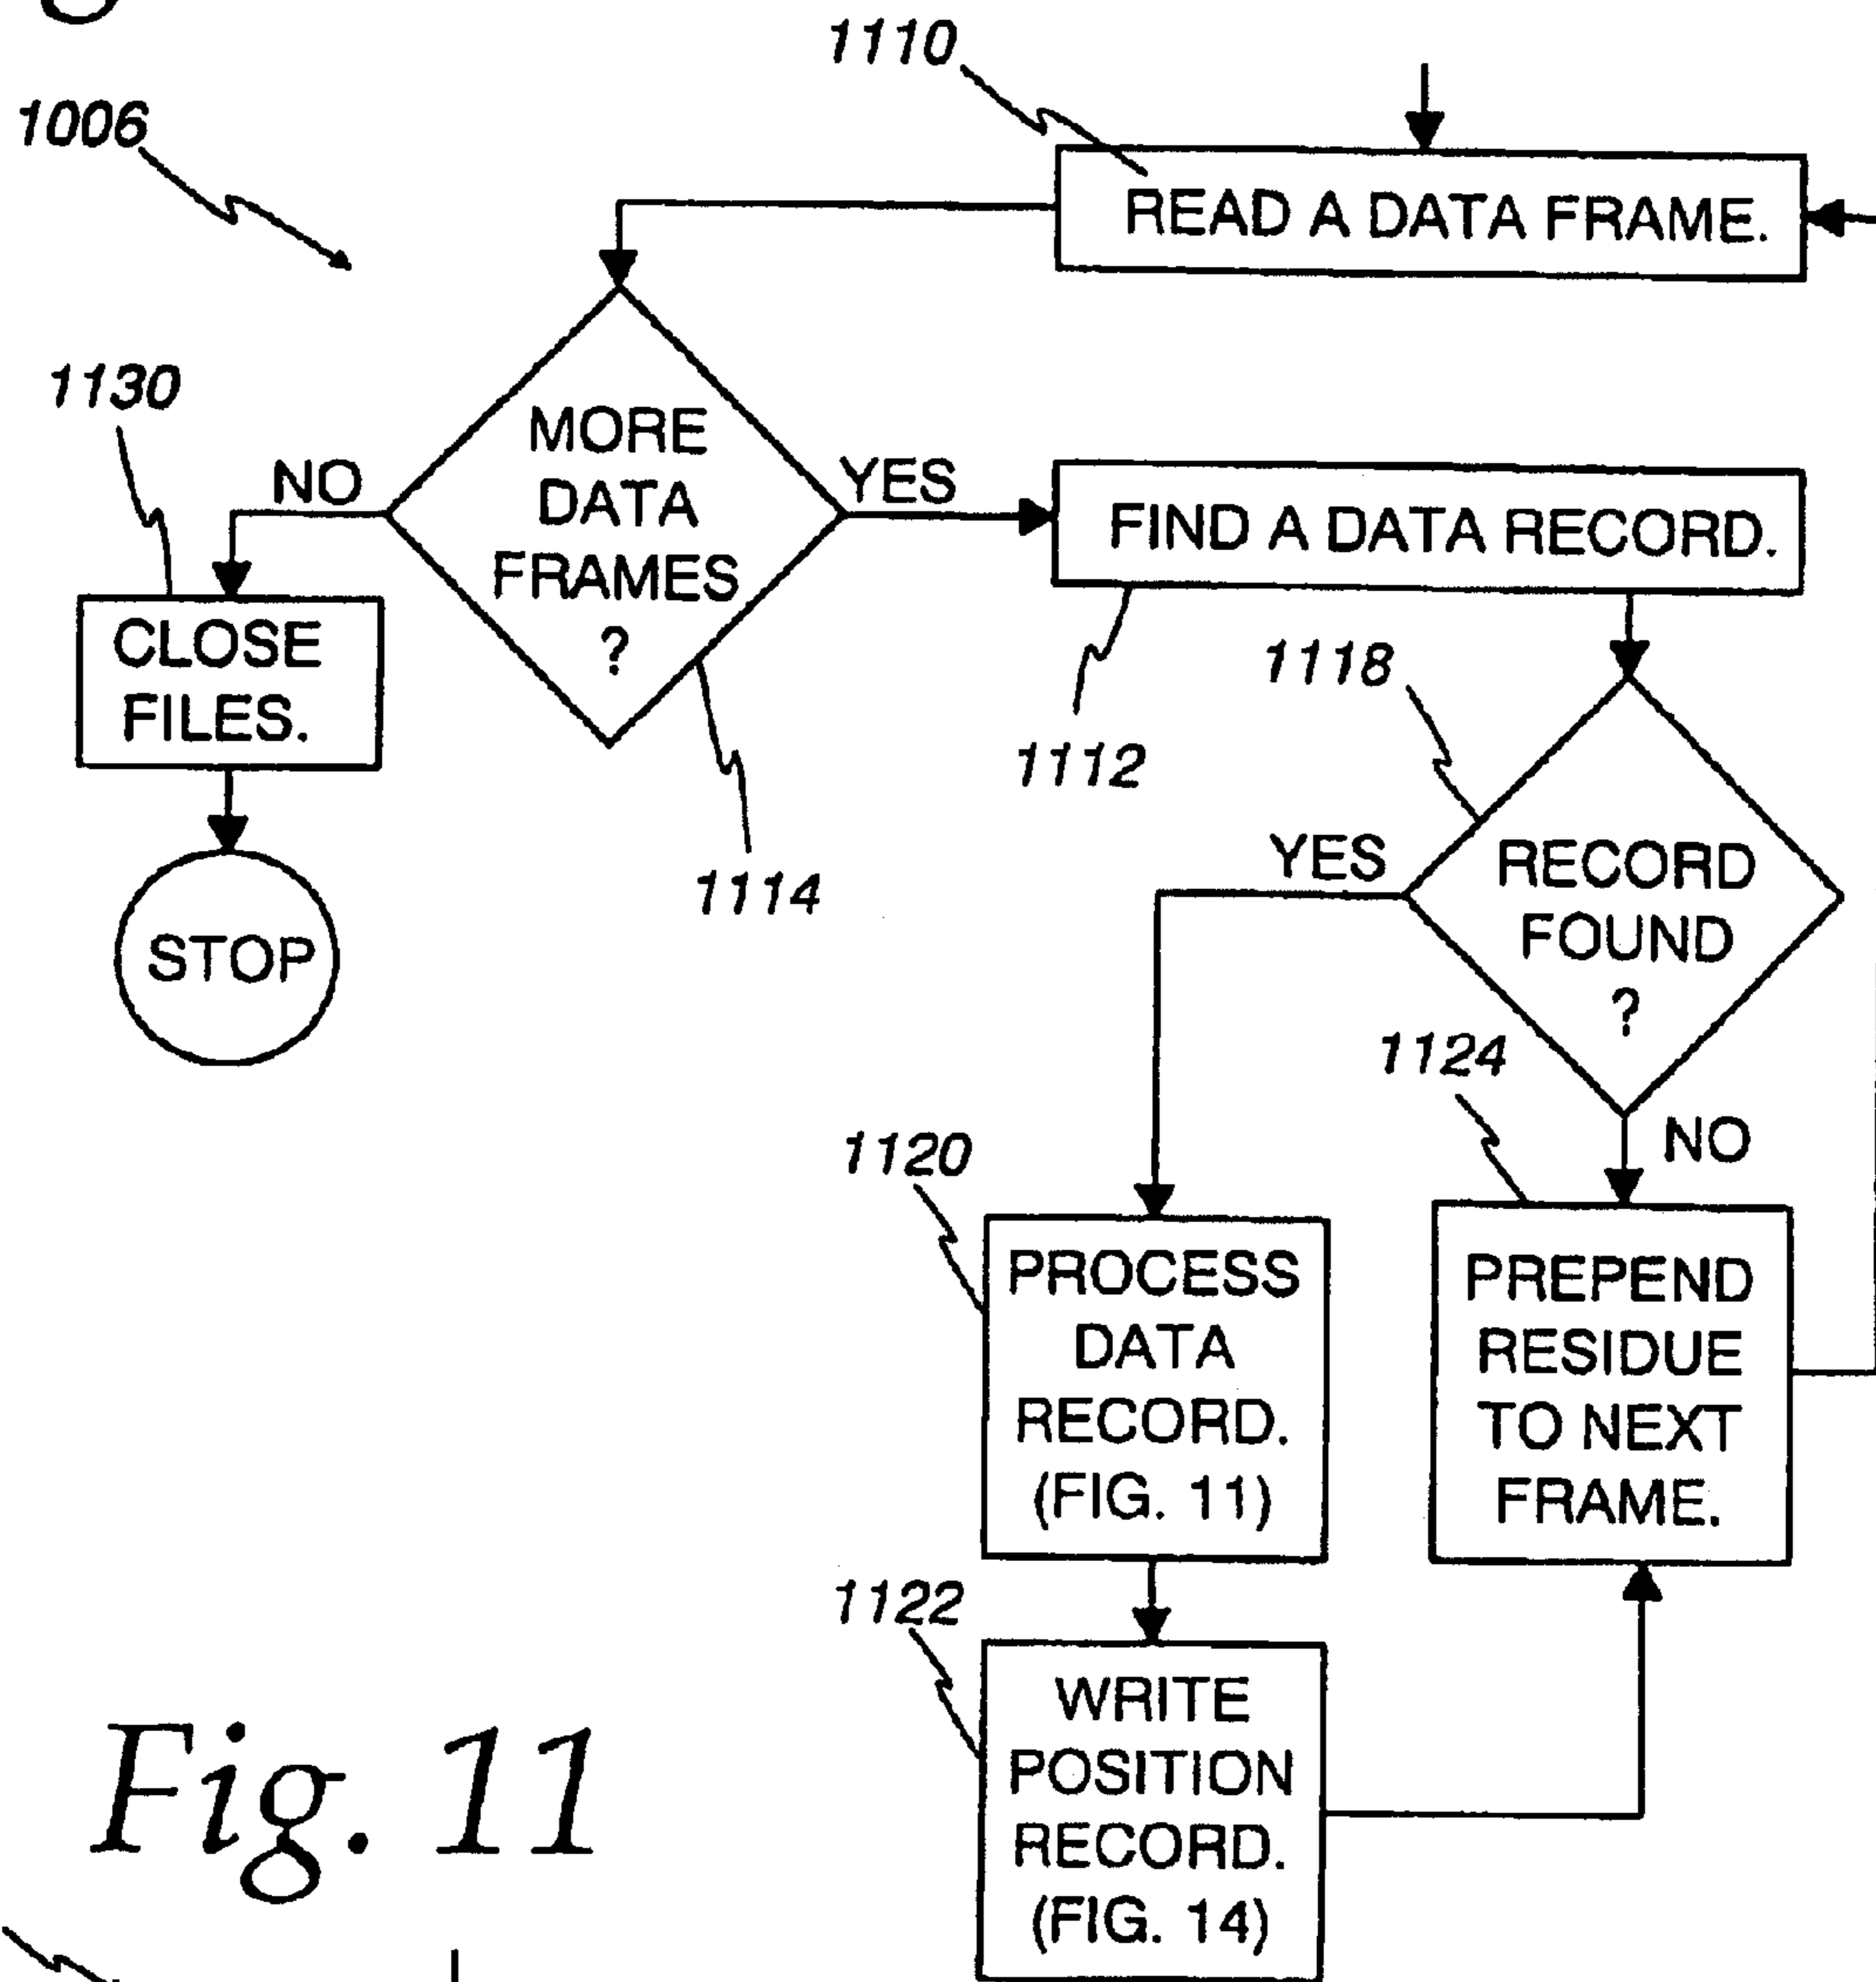 1110
1006
READ A DATA FRAME.
1130
MORE
DATA
FRAMES
?
NO
YES
FIND A DATA RECORD.
CLOSE
FILES.
1118
1112
1114
STOP
YES
RECORD
FOUND
?
1124
NO
1120
PROCESS
DATA
RECORD.
(FIG. 11)
PREPEND
RESIDUE
TO NEXT
FRAME.
1122
WRITE
POSITION
RECORD.
(FIG. 14)
Fig. 11